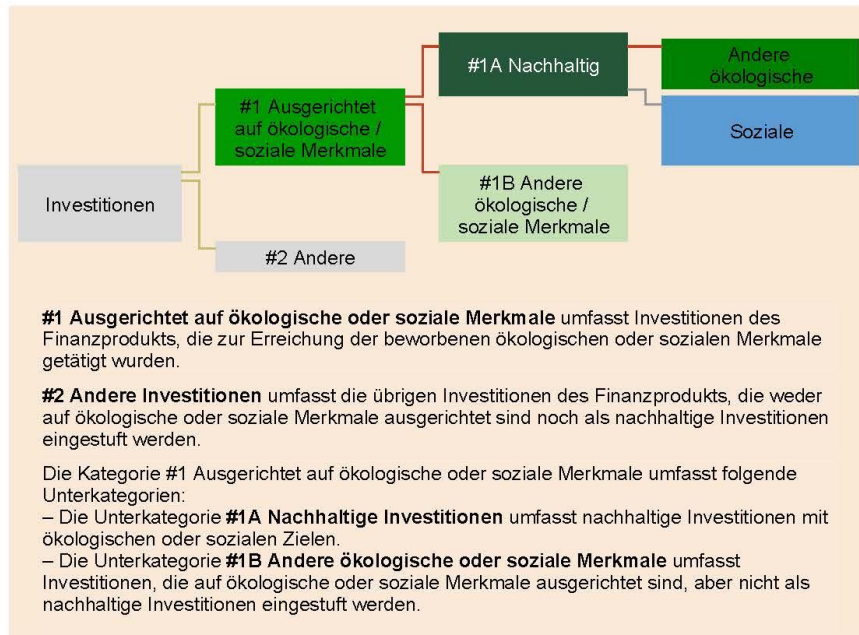 #1A Nachhaltig
Andere
ökologische
#1 Ausgerichtet
auf ökologische /
soziale Merkmale
Soziale
Investitionen
#1B Andere
ökologische /
soziale Merkmale
#2 Andere
#1 Ausgerichtet auf ökologische oder soziale Merkmale umfasst Investitionen des
Finanzprodukts, die zur Erreichung der beworbenen ökologischen oder sozialen Merkmale
getätigt wurden.
#2 Andere Investitionen umfasst die übrigen Investitionen des Finanzprodukts, die weder
auf ökologische oder soziale Merkmale ausgerichtet sind noch als nachhaltige Investitionen
eingestuft werden.
Die Kategorie #1 Ausgerichtet auf ökologische oder soziale Merkmale umfasst folgende
Unterkategorien:
– Die Unterkategorie #1A Nachhaltige Investitionen umfasst nachhaltige Investitionen mit
ökologischen oder sozialen Zielen.
– Die Unterkategorie #1B Andere ökologische oder soziale Merkmale umfasst
Investitionen, die auf ökologische oder soziale Merkmale ausgerichtet sind, aber nicht als
nachhaltige Investitionen eingestuft werden.